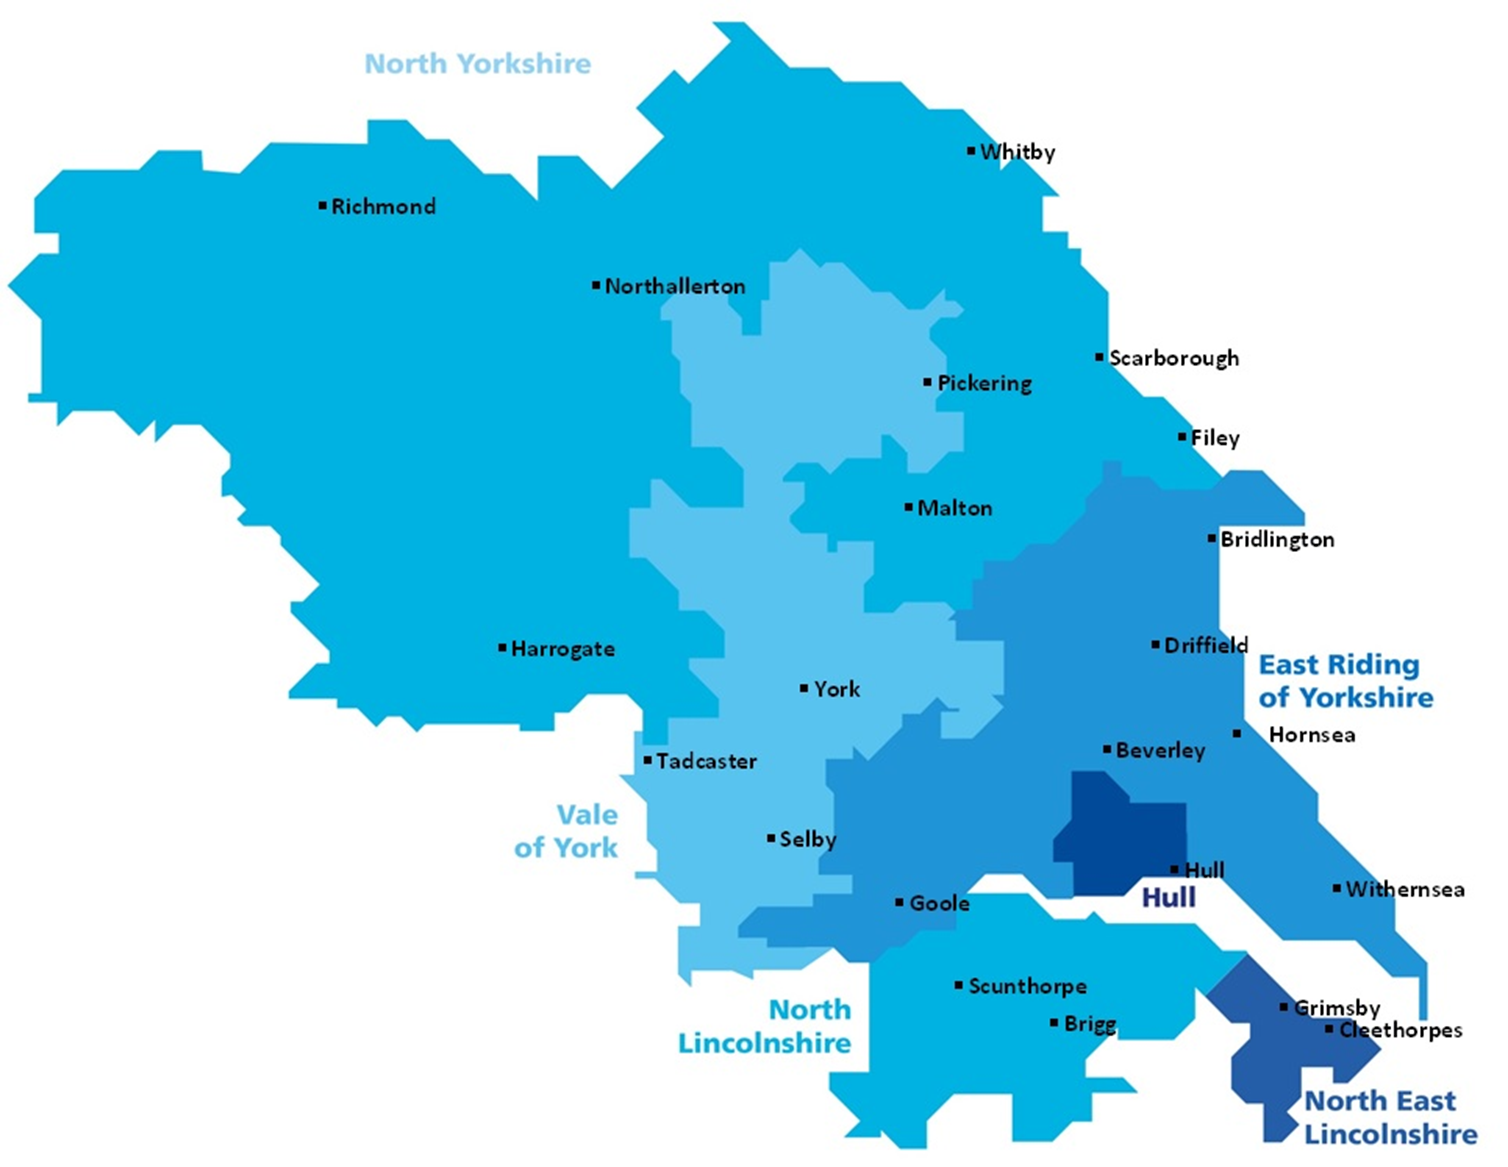 North Yorkshire
Whitby
Richmond
Northallerton
Scarborough
Pickering
Filey
Malton
Bridlington
Harrogate
Driffield
East Riding
of Yorkshire
York
Hornsea
Beverley
Tadcaster
Vale
of York
Selby
Hull
Withernsea
Hull
Goole
Scunthorpe
North
Lincolnshire
Grimsby
Brigg
Cleethorpes
North East
Lincolnshire